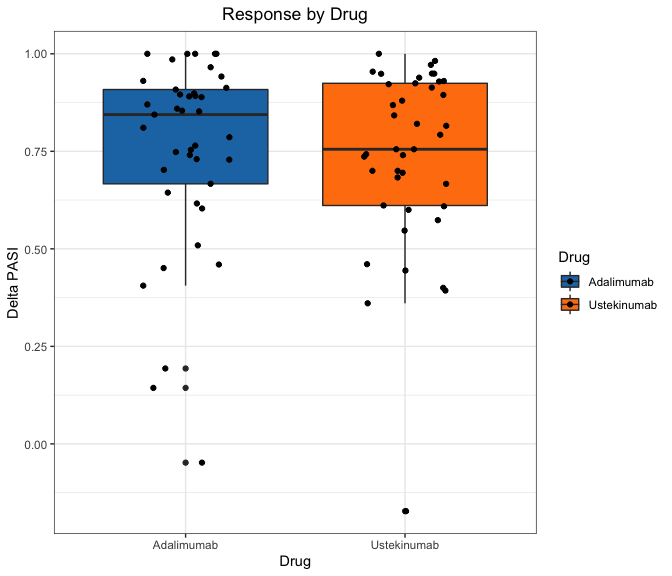 Response by Drug
1.00
0.75
0.50
0.25
0.00
Delta PASI
Adalimumab
Ustekinumab
Drug
Drug
Adalimumab
Ustekinumab